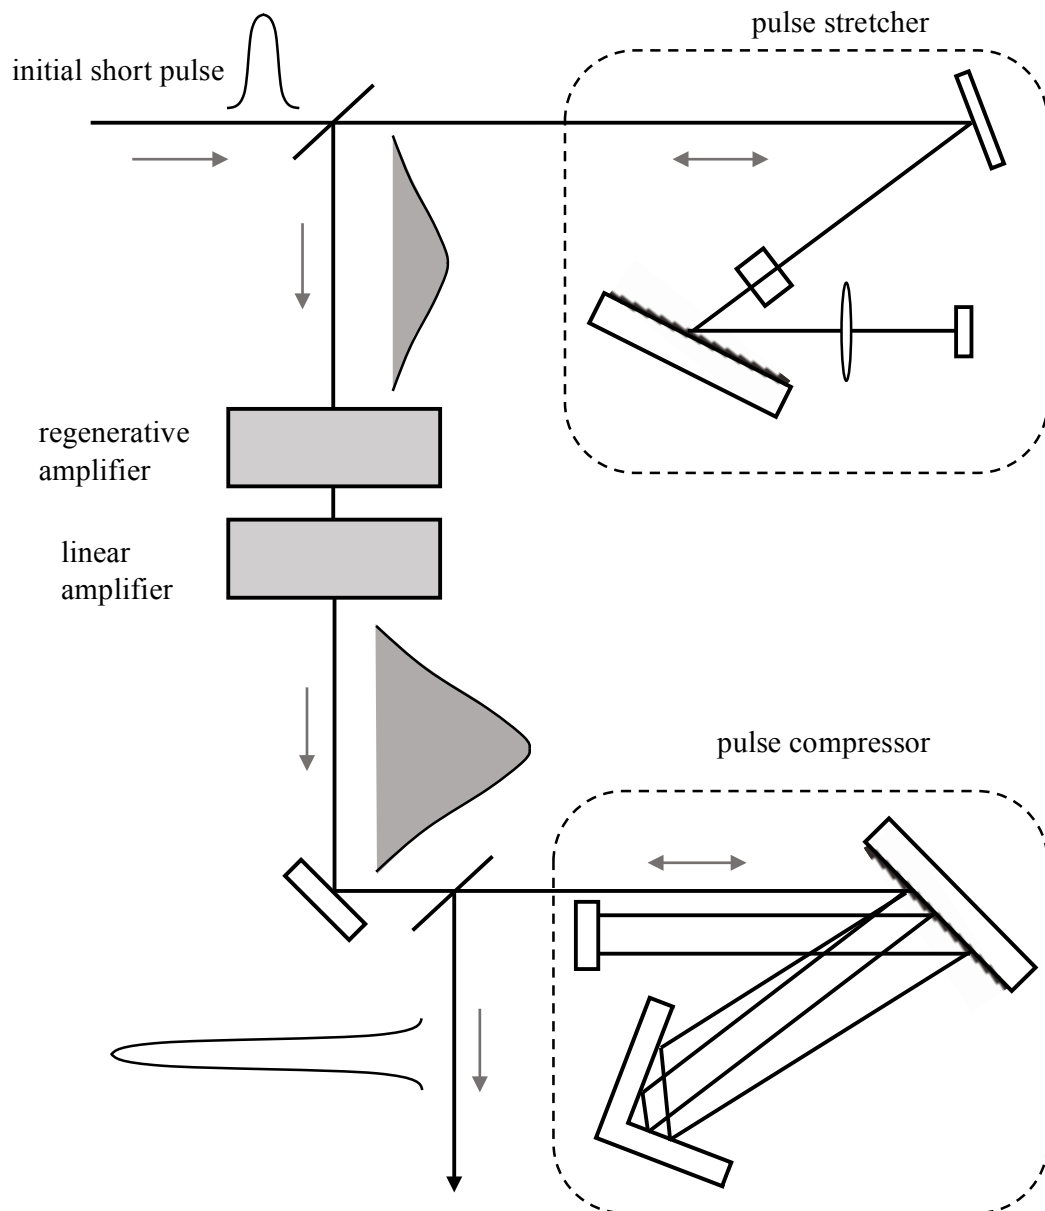 pulse stretcher
initial short pulse
regenerative
amplifier
linear
amplifier
pulse compressor